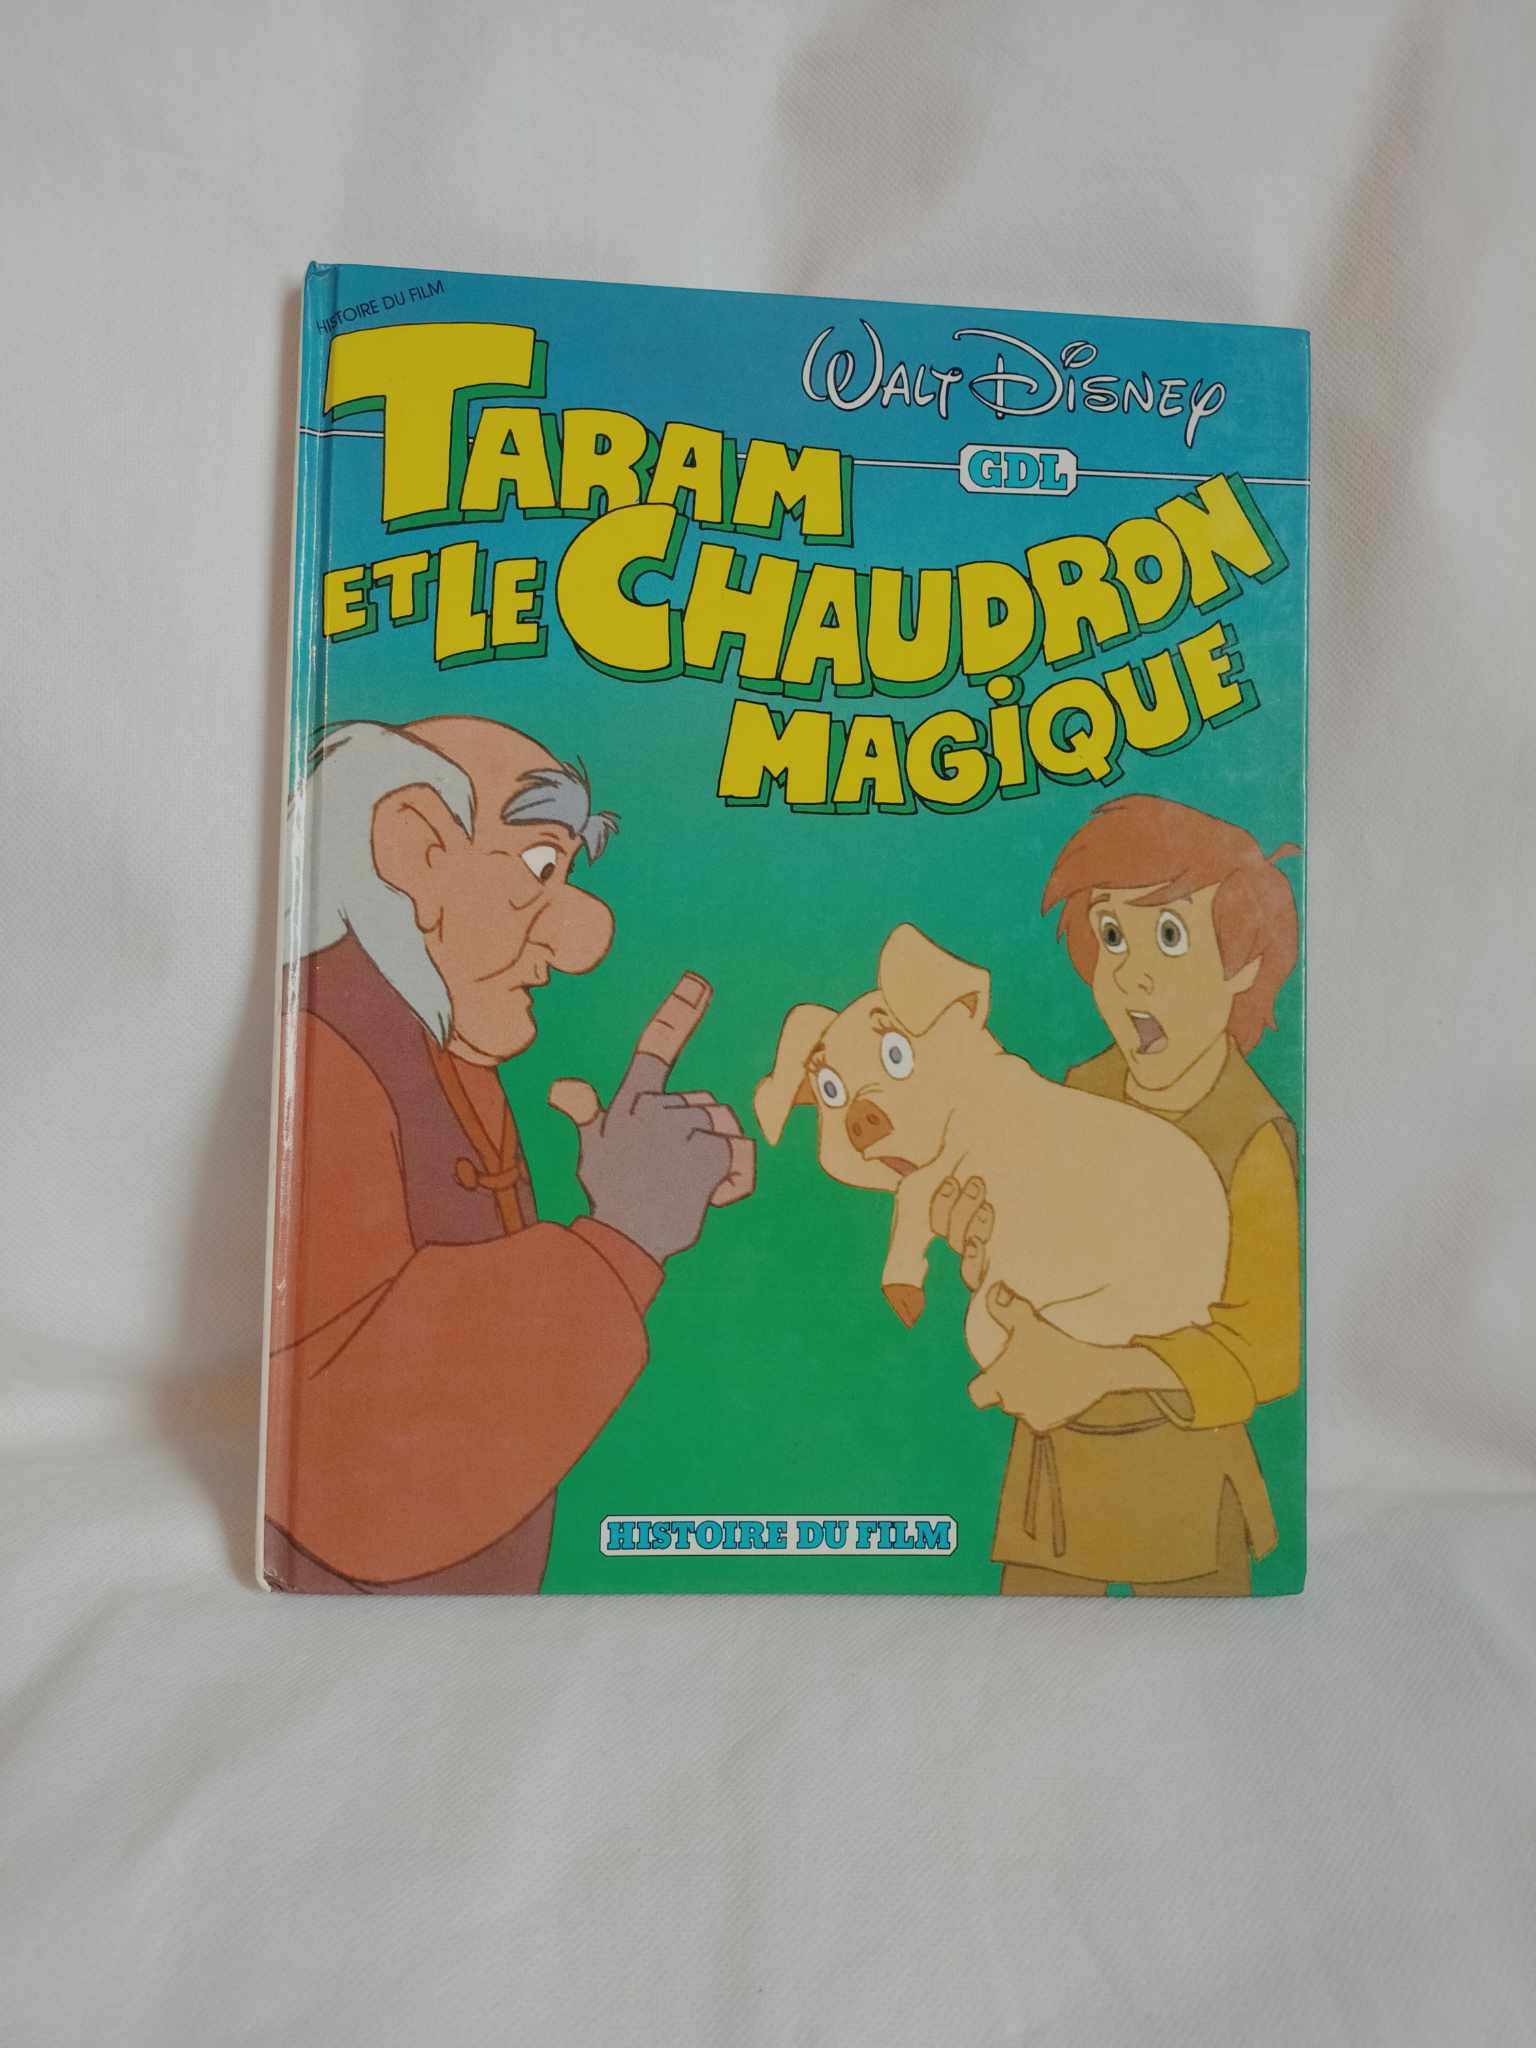 HISTOIRE DU FILM
WALT DISNEY
GDL
TARAM
ET LE CHAUDRON
MAGIQUE
HISTOIRE DU FILM